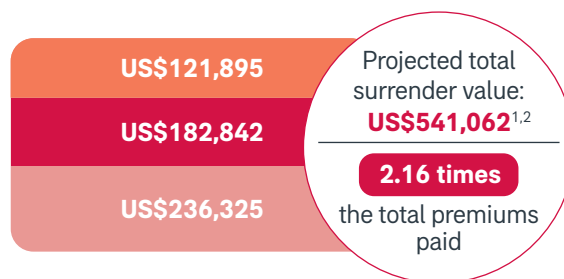 US$121,895
US$182,842
US$236,325
Projected total
surrender value:
US$541,062¹,²
2.16 times
the total premiums
paid